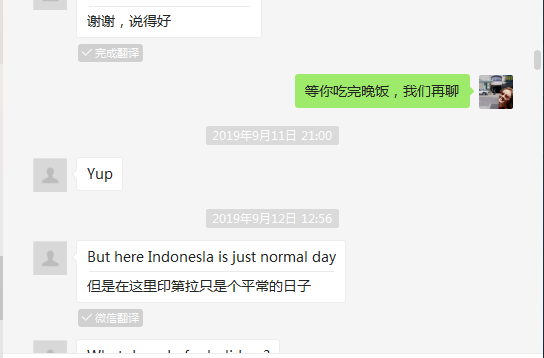 谢谢，说得好
完成翻译
等你吃完晚饭，我们再聊
2019年9月11日 21:00
Yup
2019年9月12日 12:56
But here Indonesla is just normal day
但是在这里印第拉只是个平常的日子
微信翻译